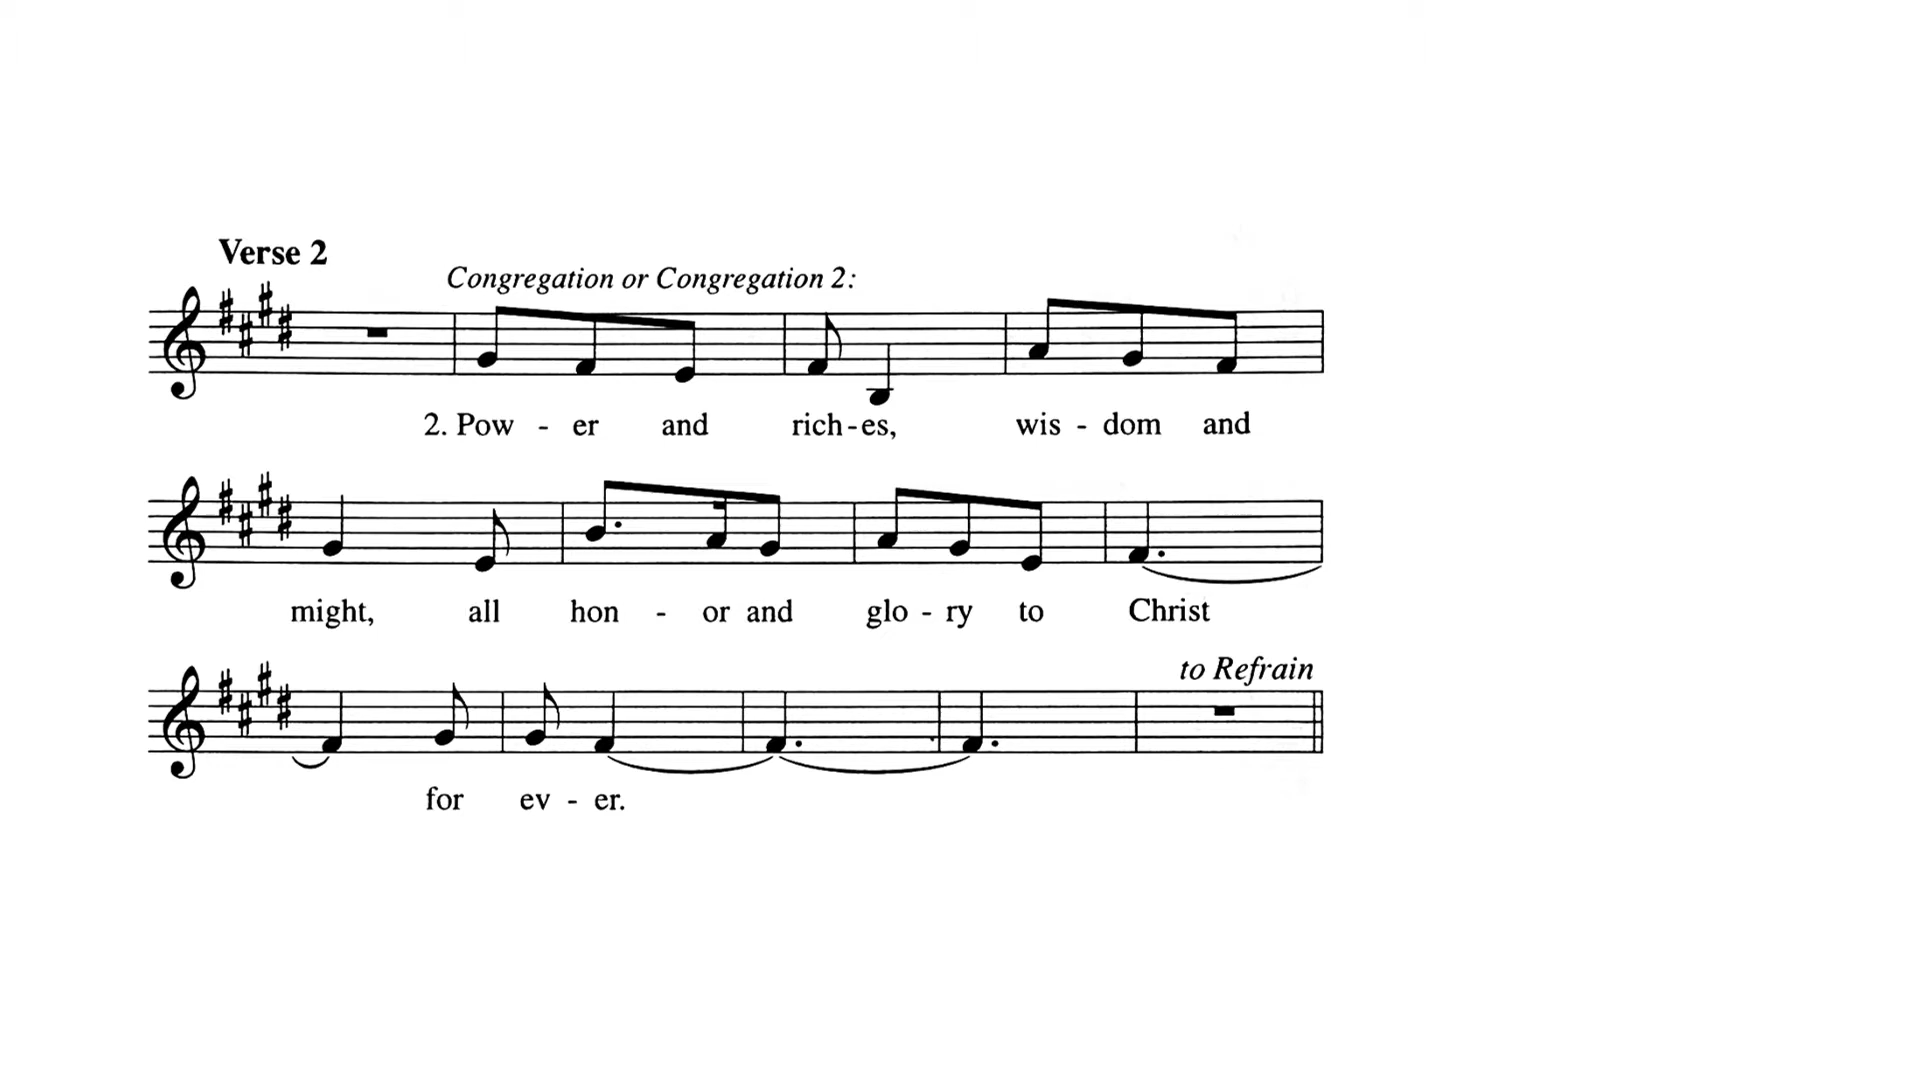 Verse 2
Congregation or Congregation 2:
2. Pow - er and rich - es, wis - dom and
might, all hon - or and glo - ry to Christ
to Refrain
for ev - er.